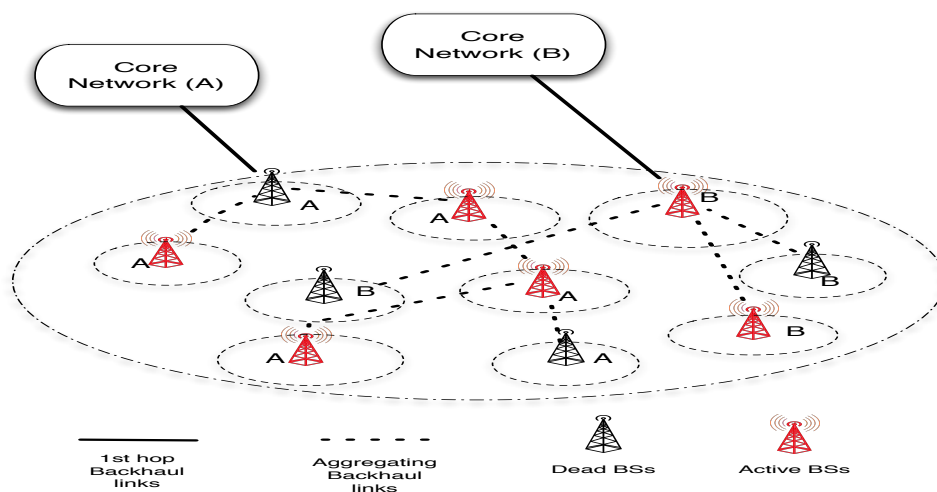 Core
Network (A)
Core
Network (B)
A
A
B
A
B
A
B
B
A
A
1st hop
Backhaul
links
Aggregating
Backhaul
links
Dead BSs
Active BSs